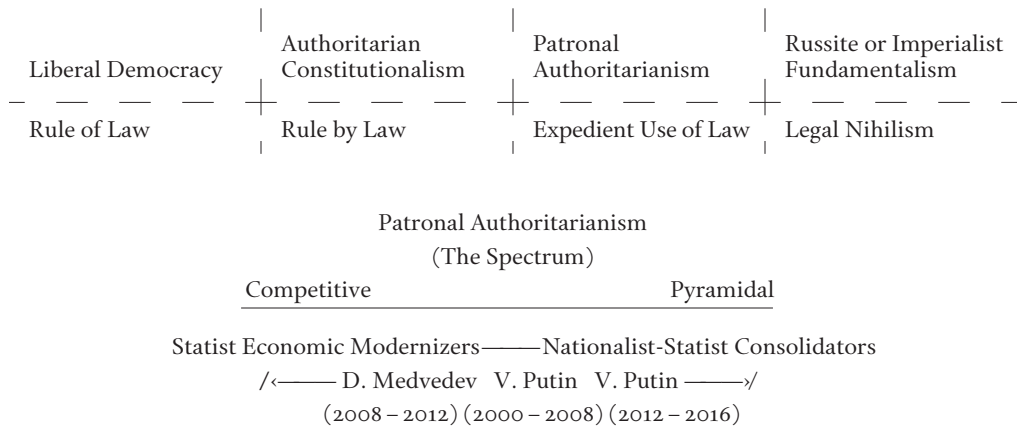 Liberal Democracy
Authoritarian
Constitutionalism
Patronal
Authoritarianism
Russite or Imperialist
Fundamentalism
Rule of Law
Rule by Law
Expedient Use of Law
Legal Nihilism
Patronal Authoritarianism
(The Spectrum)
Competitive Pyramidal
Statist Economic Modernizers——Nationalist-Statist Consolidators
/‹—— D. Medvedev V. Putin V. Putin ——›/
(2008 – 2012) (2000 – 2008) (2012 – 2016)